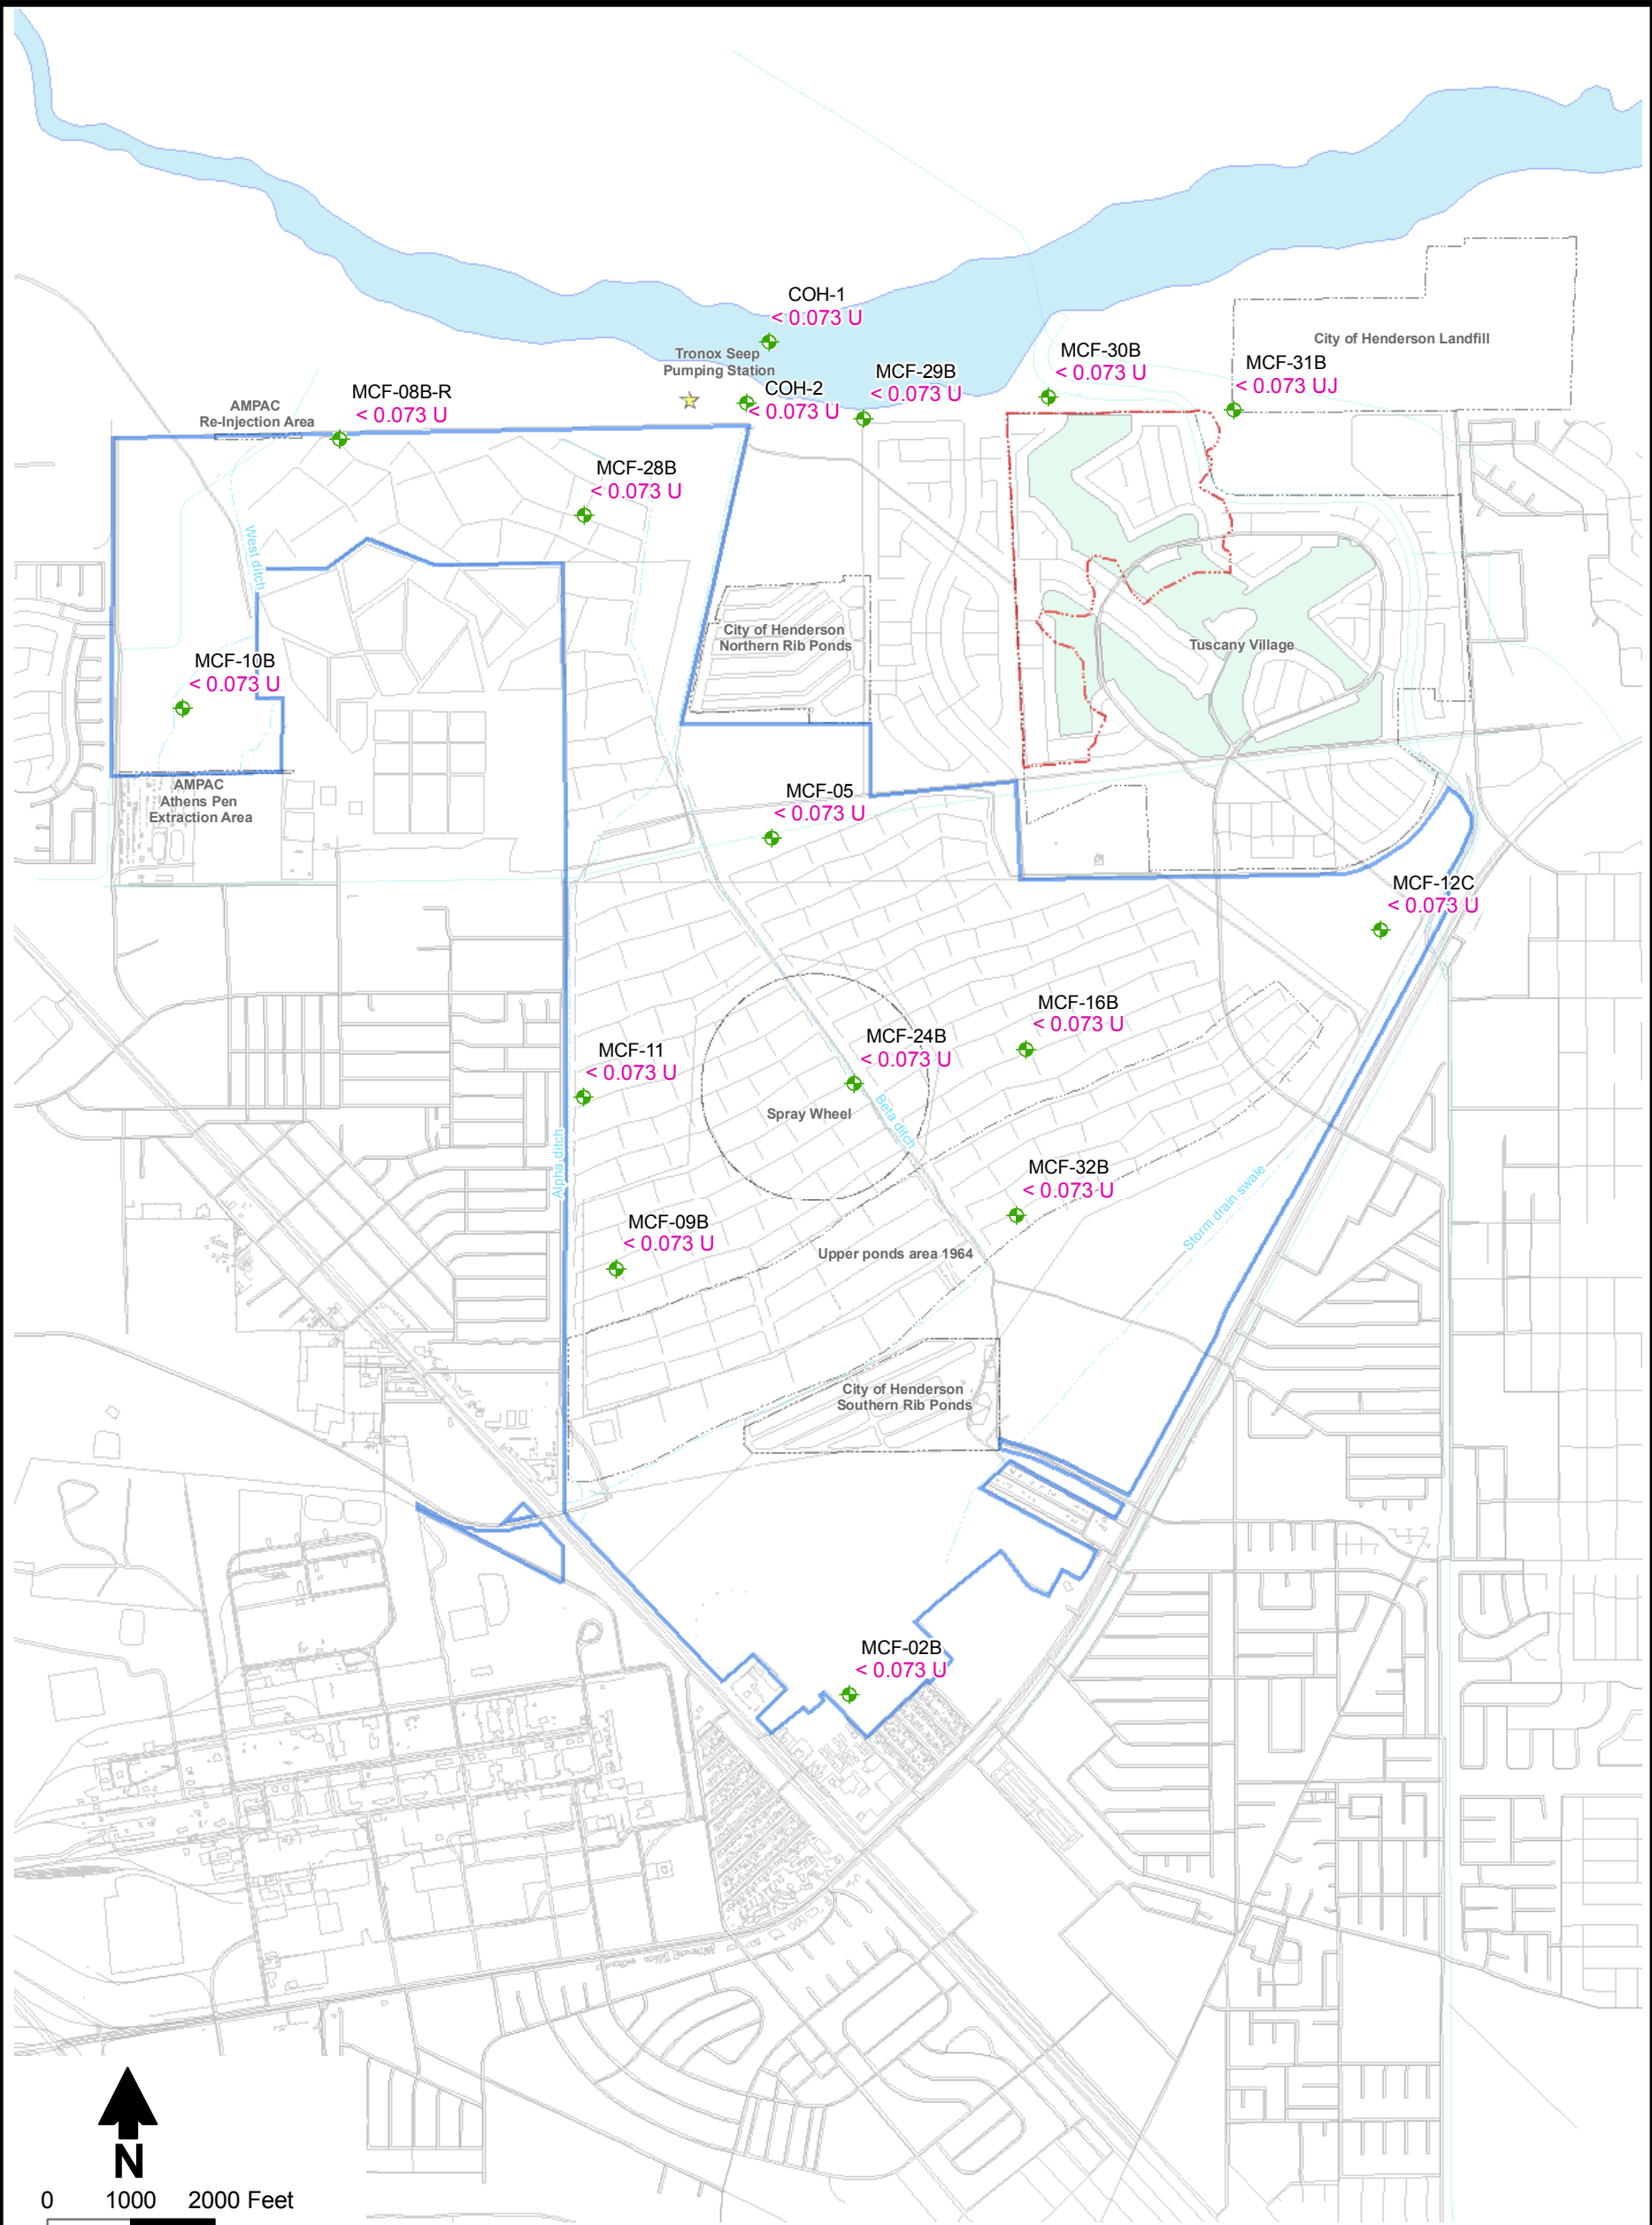 COH-1
< 0.073 U
Tronox Seep
Pumping Station
COH-2
< 0.073 U
MCF-29B
< 0.073 U
MCF-30B
< 0.073 U
City of Henderson Landfill
MCF-31B
< 0.073 UJ
AMPAC
Re-Injection Area
MCF-08B-R
< 0.073 U
MCF-28B
< 0.073 U
West ditch
City of Henderson
Northern Rib Ponds
Tuscany Village
MCF-10B
< 0.073 U
AMPAC
Athens Pen
Extraction Area
MCF-05
< 0.073 U
MCF-12C
< 0.073 U
MCF-16B
< 0.073 U
MCF-24B
< 0.073 U
MCF-11
< 0.073 U
Spray Wheel
Beta ditch
Alpha ditch
MCF-32B
< 0.073 U
Storm drain swale
MCF-09B
< 0.073 U
Upper ponds area 1964
City of Henderson
Southern Rib Ponds
MCF-02B
< 0.073 U
N
0 1000 2000 Feet